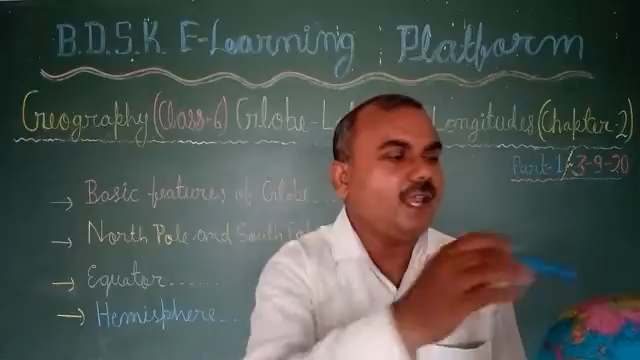 B.D.S.K E-Learning Platform
Geography (Class-6) Globe- Longitudes (Chapter-2)
Part-1/3-9-20
→ Basic features of Globe....
→ North Pole and South
→ Equator......
→ Hemisphere...